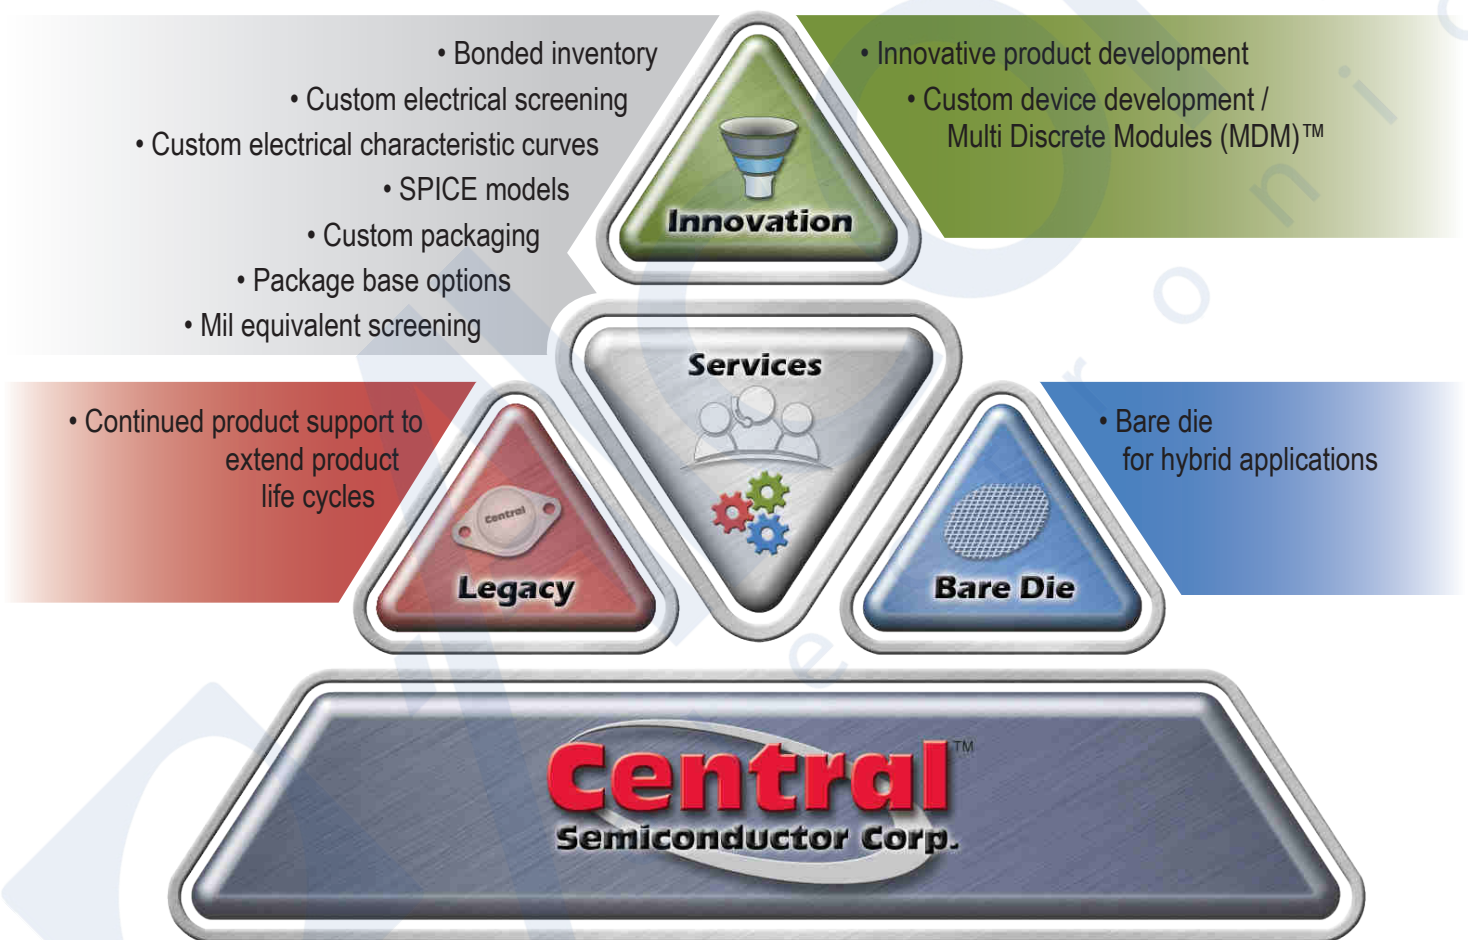 • Bonded inventory
• Custom electrical screening
• Custom electrical characteristic curves
• SPICE models
• Custom packaging
• Package base options
• Mil equivalent screening
• Innovative product development
• Custom device development /
Multi Discrete Modules (MDM)™
Innovation
Services
• Continued product support to
extend product
life cycles
Central
Legacy
• Bare die
for hybrid applications
Bare Die
Central™
Semiconductor Corp.